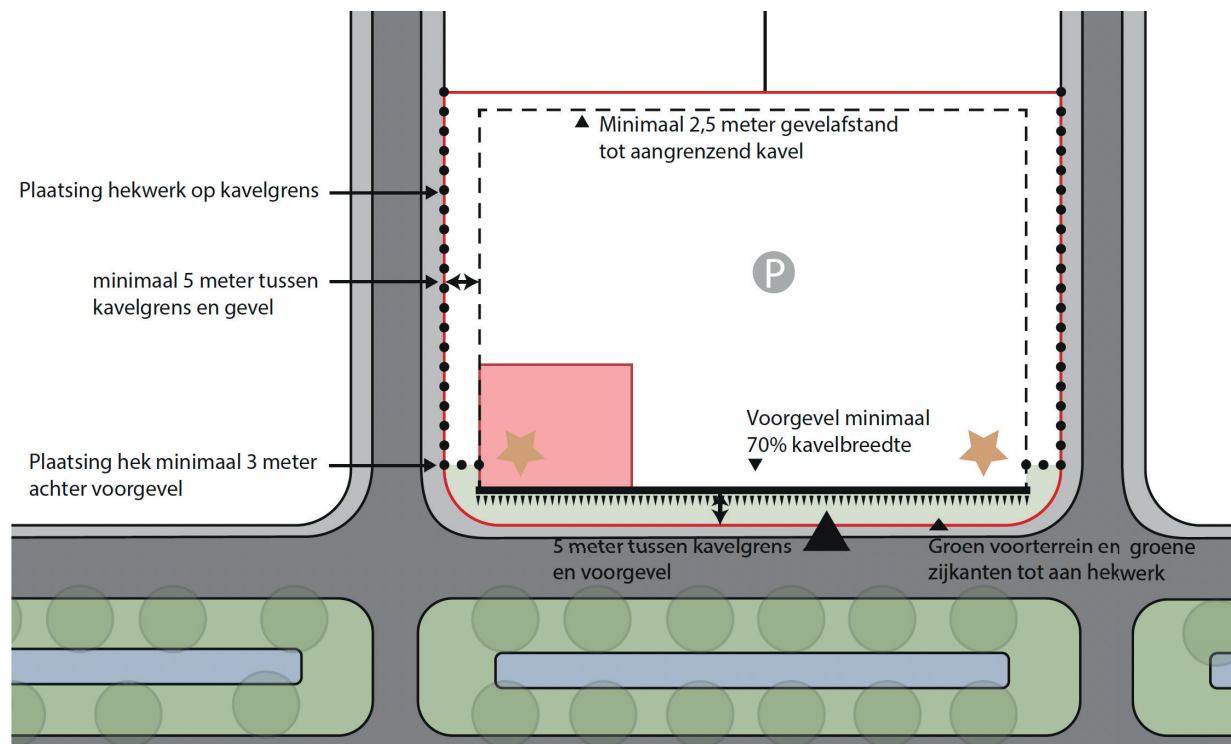 Minimaal 2,5 meter gevelafstand
tot aangrenzend kavel
Plaatsing hekwerk op kavelgrens
minimaal 5 meter tussen
kavelgrens en gevel
P
Voorgevel minimaal
70% kavelbreedte
Plaatsing hek minimaal 3 meter
achter voorgevel
5 meter tussen kavelgrens
en voorgevel
Groen voorterrein en groene
zijkanten tot aan hekwerk